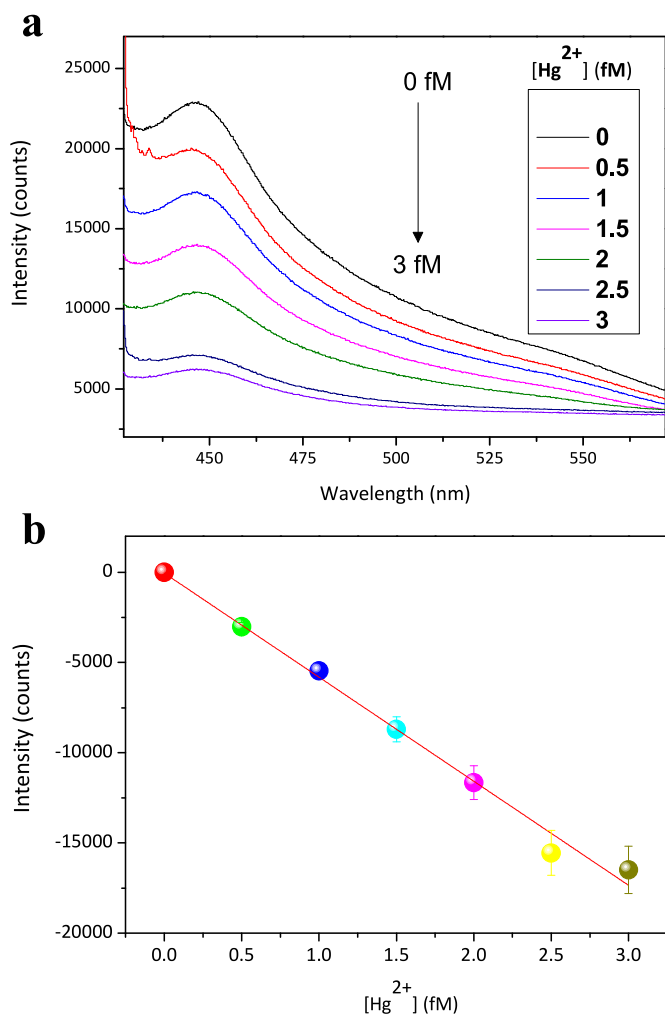 a
[Hg2+] (fM)
0 fM
3 fM
0
0.5
1
1.5
2
2.5
3
25000
20000
15000
10000
5000
Intensity (counts)
450 475 500 525 550
Wavelength (nm)
b
0
-5000
-10000
-15000
-20000
Intensity (counts)
0.0 0.5 1.0 1.5 2.0 2.5 3.0
[Hg2+] (fM)